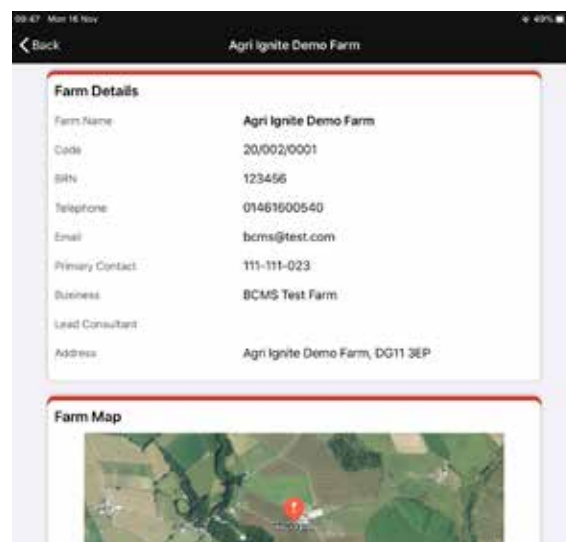 09:47 Mon 16 Nov 49%
Back Agri Ignite Demo Farm
Farm Details
Farm Name Agri Ignite Demo Farm
Code 20/002/0001
BRN 123456
Telephone 01461600540
Email bcms@test.com
Primary Contact 111-111-023
Business BCMS Test Farm
Lead Consultant
Address Agri Ignite Demo Farm, DG11 3EP
Farm Map